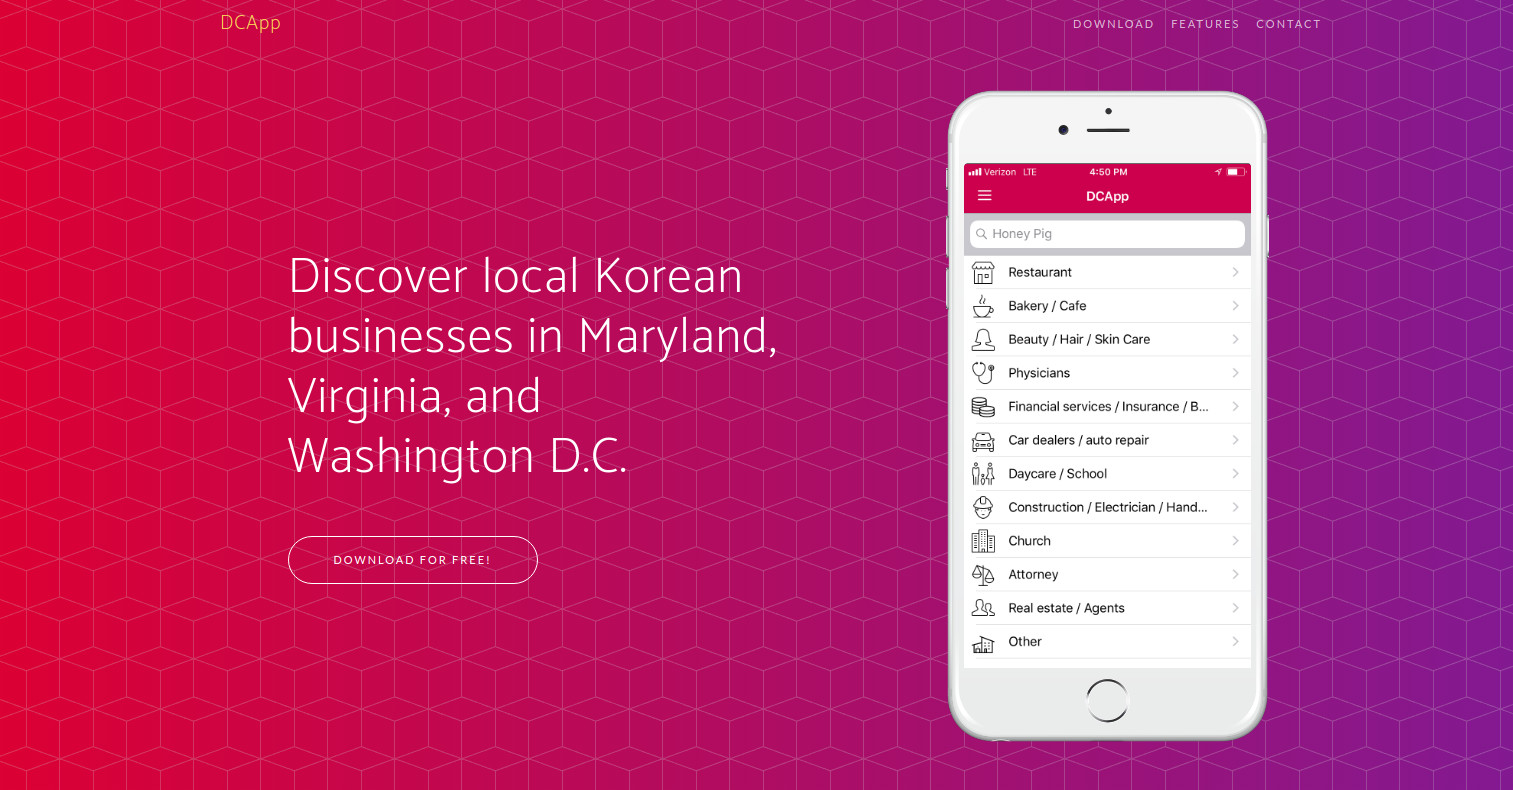 DCApp
DOWNLOAD FEATURES CONTACT
Discover local Korean
businesses in Maryland,
Virginia, and
Washington D.C.
DOWNLOAD FOR FREE!
Verizon LTE 4:50 PM
DCApp
Honey Pig
Restaurant
Bakery / Cafe
Beauty / Hair / Skin Care
Physicians
Financial services / Insurance / B...
Car dealers / auto repair
Daycare / School
Construction / Electrician / Hand...
Church
Attorney
Real estate / Agents
Other